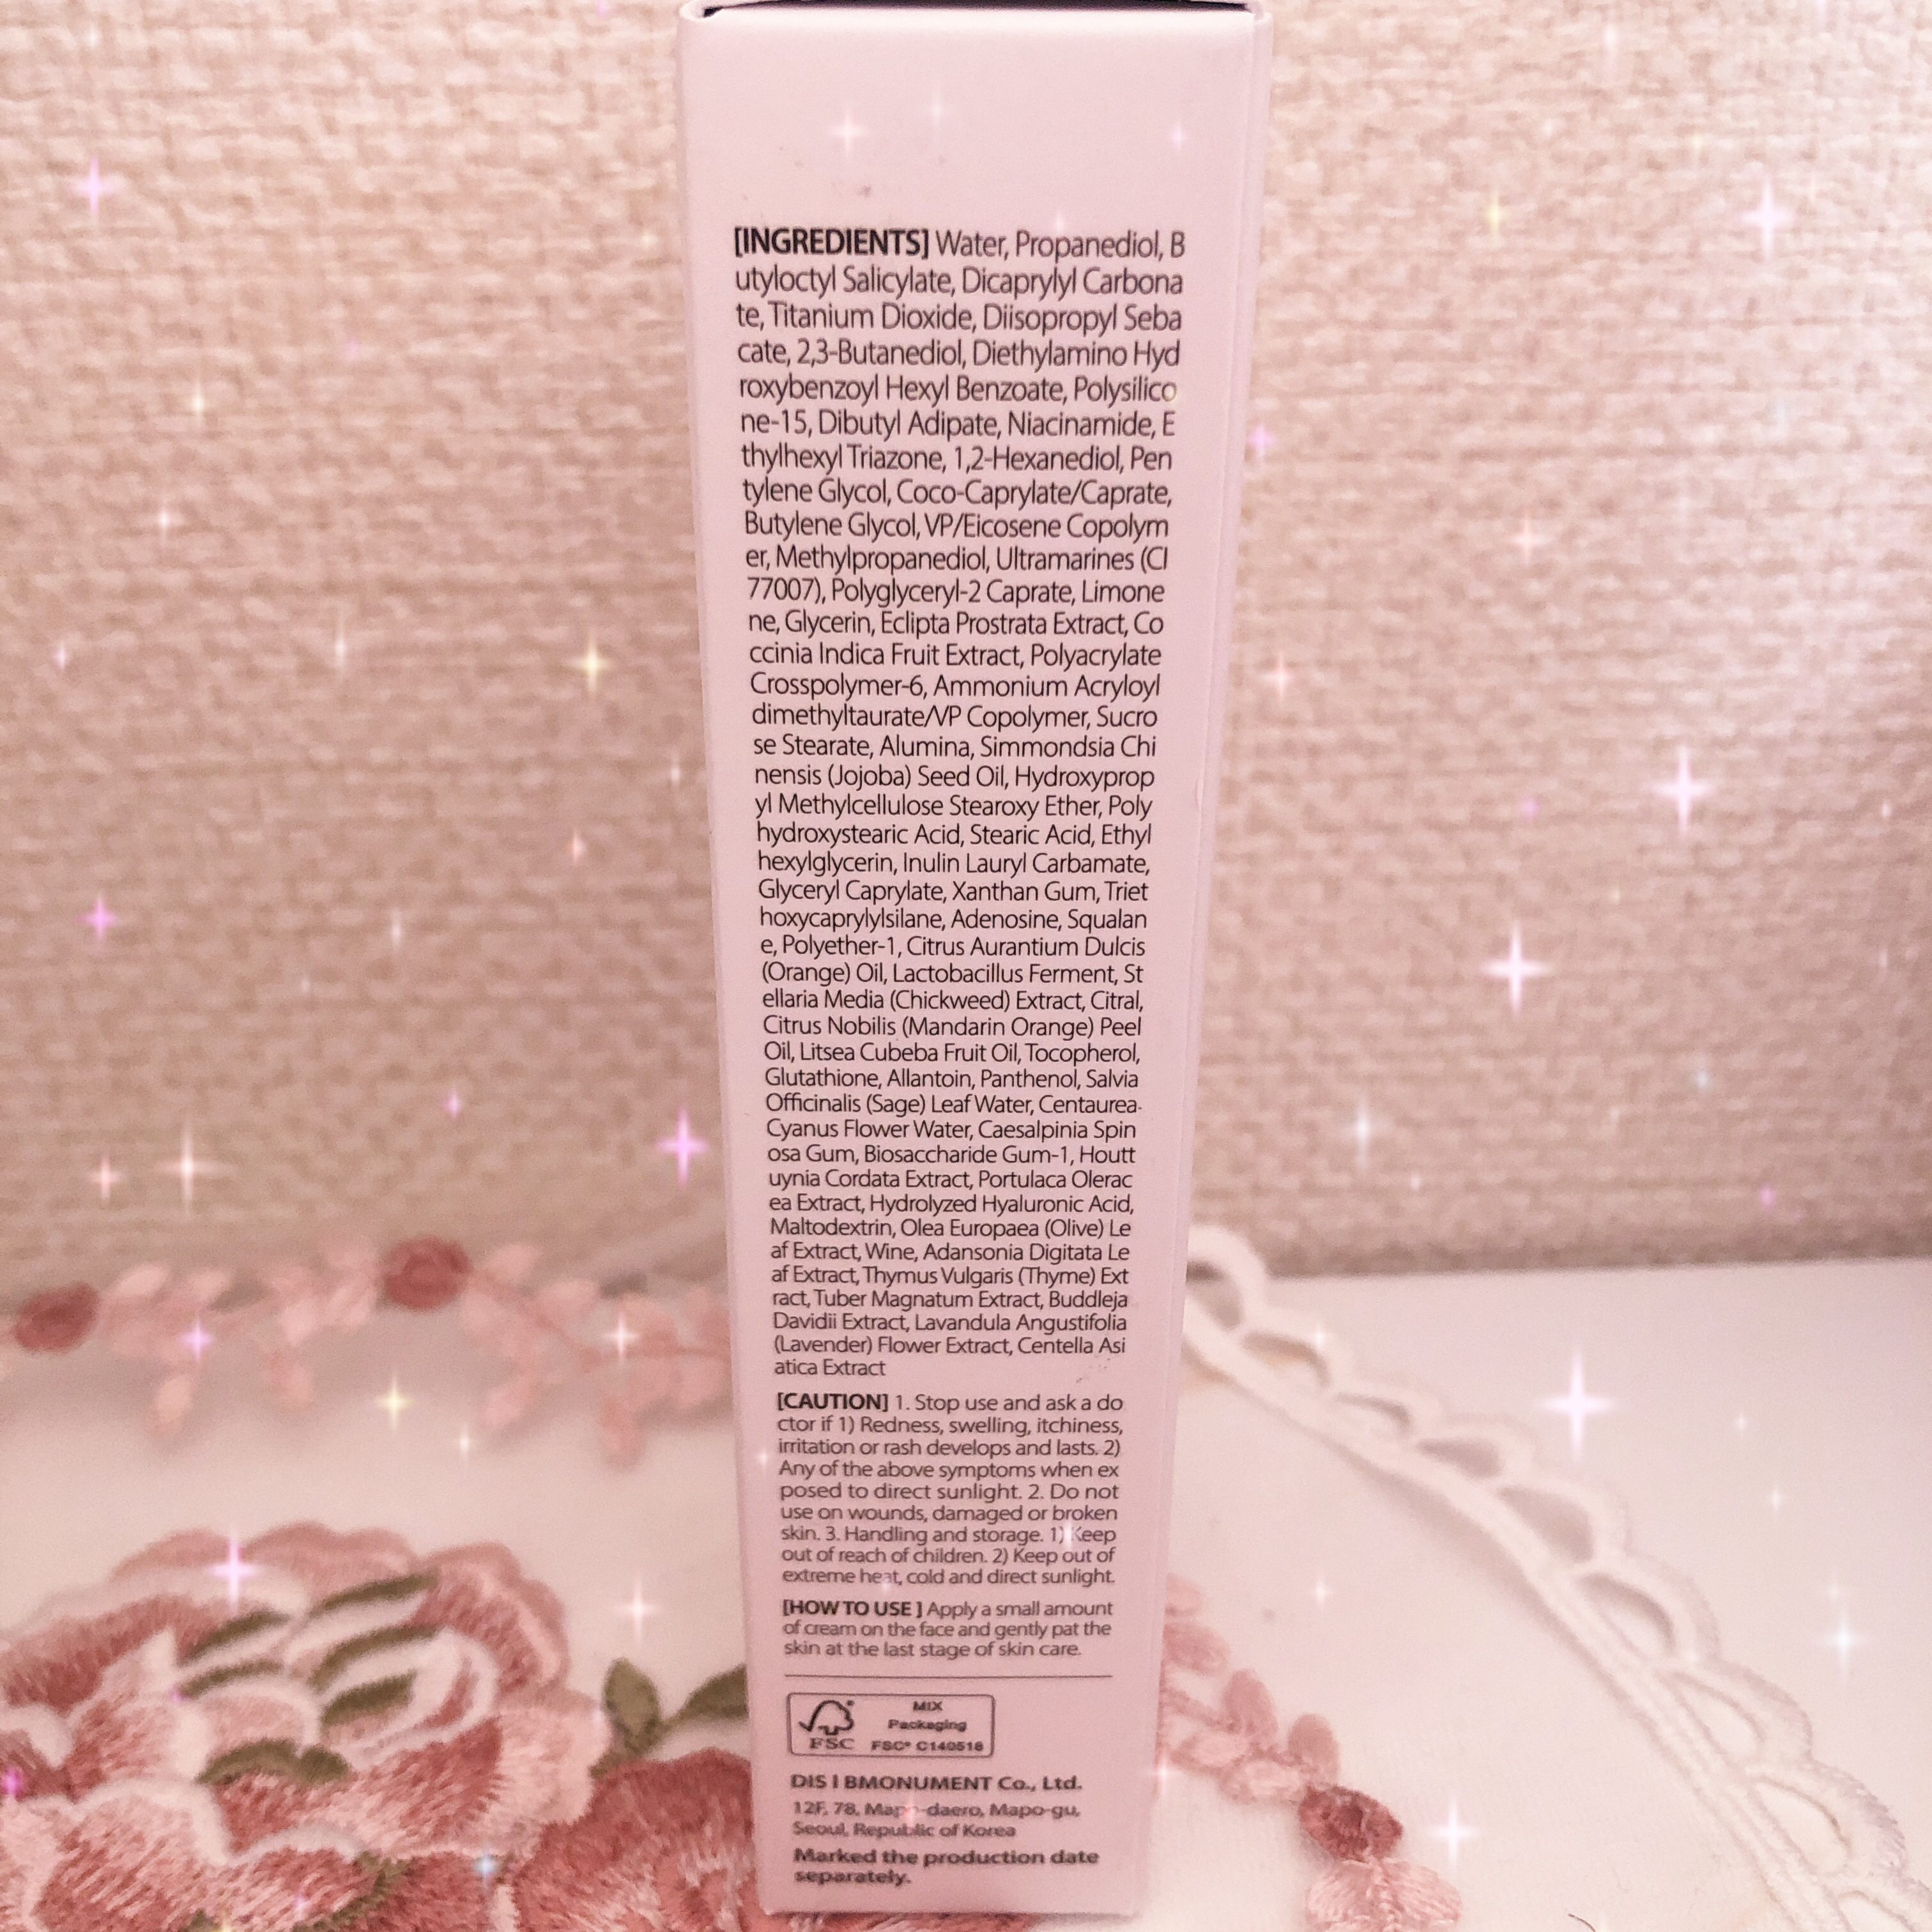 [INGREDIENTS] Water, Propanediol, B
utyloctyl Salicylate, Dicaprylyl Carbona
te, Titanium Dioxide, Diisopropyl Seba
cate, 2,3-Butanediol, Diethylamino Hyd
roxybenzoyl Hexyl Benzoate, Polysilico
ne-15, Dibutyl Adipate, Niacinamide, E
thylhexyl Triazone, 1,2-Hexanediol, Pen
tylene Glycol, Coco-Caprylate/Caprate,
Butylene Glycol, VP/Eicosene Copolym
er, Methylpropanediol, Ultramarines (CI
77007), Polyglyceryl-2 Caprate, Limone
ne, Glycerin, Eclipta Prostrata Extract, Co
ccinia Indica Fruit Extract, Polyacrylate
Crosspolymer-6, Ammonium Acryloyl
dimethyltaurate/VP Copolymer, Sucro
se Stearate, Alumina, Simmondsia Chi
nensis (Jojoba) Seed Oil, Hydroxyprop
yl Methylcellulose Stearoxy Ether, Poly
hydroxystearic Acid, Stearic Acid, Ethyl
hexylglycerin, Inulin Lauryl Carbamate,
Glyceryl Caprylate, Xanthan Gum, Triet
hoxycaprylylsilane, Adenosine, Squalan
e, Polyether-1, Citrus Aurantium Dulcis
(Orange) Oil, Lactobacillus Ferment, St
ellaria Media (Chickweed) Extract, Citral,
Citrus Nobilis (Mandarin Orange) Peel
Oil, Litsea Cubeba Fruit Oil, Tocopherol,
Glutathione, Allantoin, Panthenol, Salvia
Officinalis (Sage) Leaf Water, Centaurea
Cyanus Flower Water, Caesalpinia Spin
osa Gum, Biosaccharide Gum-1, Houtt
uynia Cordata Extract, Portulaca Olerac
ea Extract, Hydrolyzed Hyaluronic Acid,
Maltodextrin, Olea Europaea (Olive) Le
af Extract, Wine, Adansonia Digitata Le
af Extract, Thymus Vulgaris (Thyme) Ext
ract, Tuber Magnatum Extract, Buddleja
Davidii Extract, Lavandula Angustifolia
(Lavender) Flower Extract, Centella Asi
atica Extract
[CAUTION] 1. Stop use and ask a do
ctor if 1) Redness, swelling, itchiness,
irritation or rash develops and lasts. 2)
Any of the above symptoms when ex
posed to direct sunlight. 2. Do not
use on wounds, damaged or broken
skin. 3. Handling and storage. 1) Keep
out of reach of children. 2) Keep out of
extreme heat, cold and direct sunlight.
[HOW TO USE ] Apply a small amount
of cream on the face and gently pat the
skin at the last stage of skin care.
MIX
Packaging
FSC FSC® C140518
DIS I BMONUMENT Co., Ltd.
12F, 78, Mapo-daero, Mapo-gu,
Seoul, Republic of Korea
Marked the production date
separately.